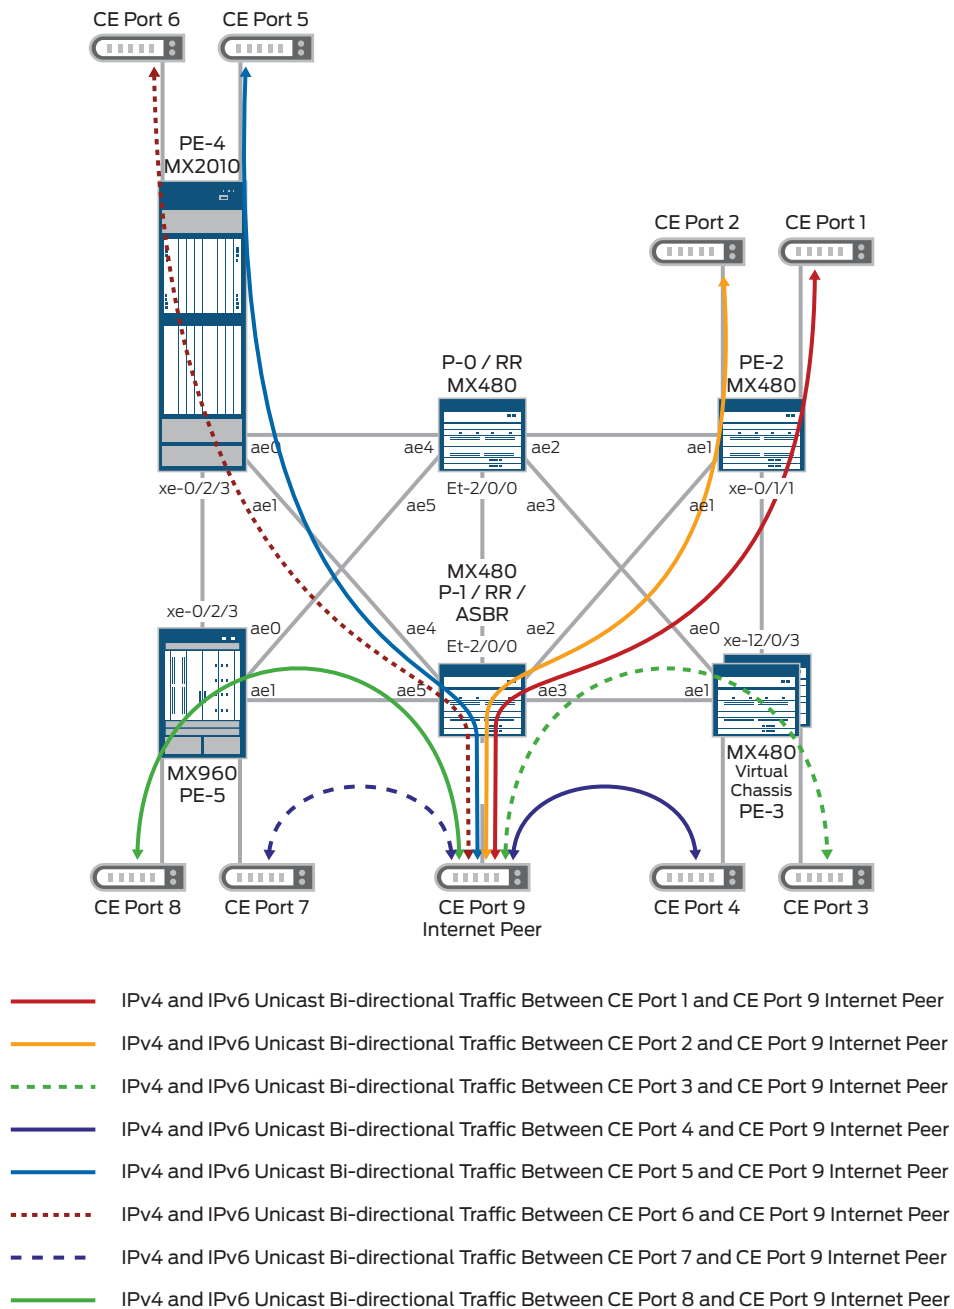 CE Port 6
CE Port 5
PE-4
MX2010
CE Port 2
CE Port 1
P-0 / RR
MX480
PE-2
MX480
ae0
ae4
ae2
ae1
xe-0/2/3
Et-2/0/0
xe-0/1/1
ae1
ae5
ae3
ae1
MX480
P-1 / RR /
ASBR
xe-0/2/3
ae0
ae4
ae2
ae0
xe-12/0/3
Et-2/0/0
ae1
ae5
ae3
ae1
MX960
PE-5
MX480
Virtual
Chassis
PE-3
CE Port 8
CE Port 7
CE Port 9
Internet Peer
CE Port 4
CE Port 3
IPv4 and IPv6 Unicast Bi-directional Traffic Between CE Port 1 and CE Port 9 Internet Peer
IPv4 and IPv6 Unicast Bi-directional Traffic Between CE Port 2 and CE Port 9 Internet Peer
IPv4 and IPv6 Unicast Bi-directional Traffic Between CE Port 3 and CE Port 9 Internet Peer
IPv4 and IPv6 Unicast Bi-directional Traffic Between CE Port 4 and CE Port 9 Internet Peer
IPv4 and IPv6 Unicast Bi-directional Traffic Between CE Port 5 and CE Port 9 Internet Peer
IPv4 and IPv6 Unicast Bi-directional Traffic Between CE Port 6 and CE Port 9 Internet Peer
IPv4 and IPv6 Unicast Bi-directional Traffic Between CE Port 7 and CE Port 9 Internet Peer
IPv4 and IPv6 Unicast Bi-directional Traffic Between CE Port 8 and CE Port 9 Internet Peer